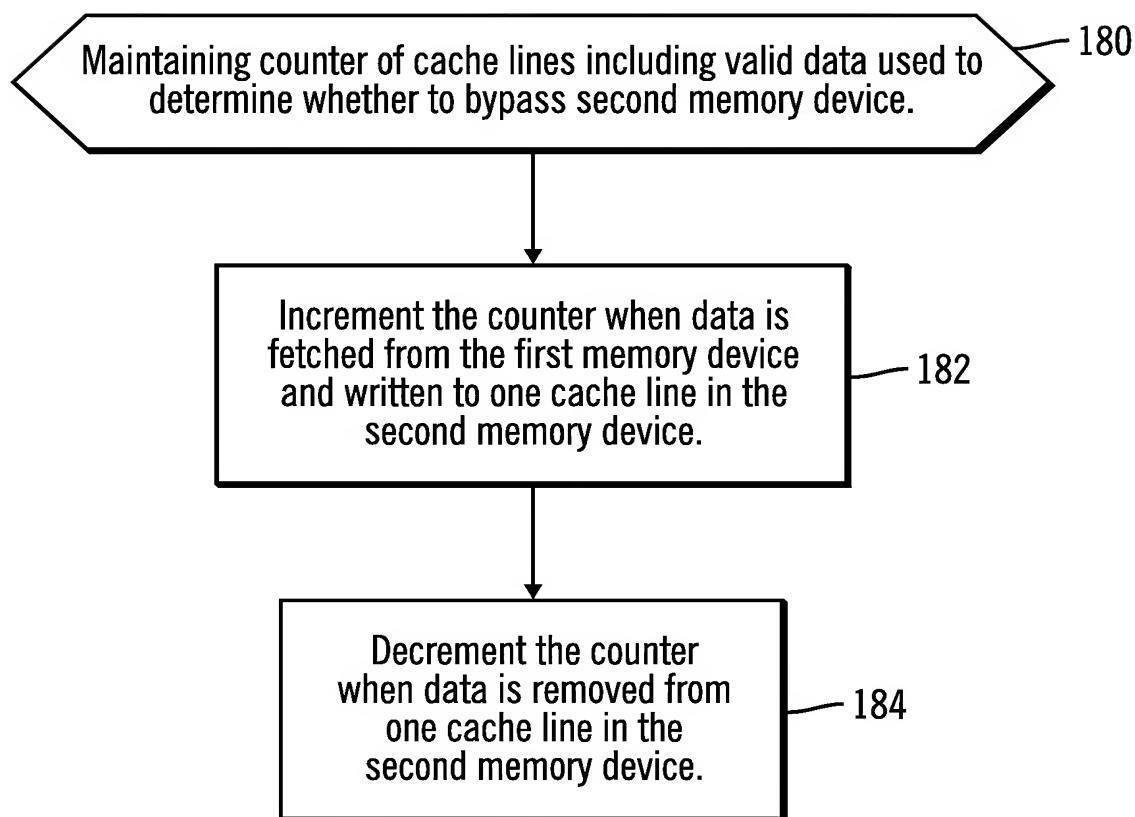 Maintaining counter of cache lines including valid data used to
determine whether to bypass second memory device.
180
Increment the counter when data is
fetched from the first memory device
and written to one cache line in the
second memory device.
182
Decrement the counter
when data is removed from
one cache line in the
second memory device.
184